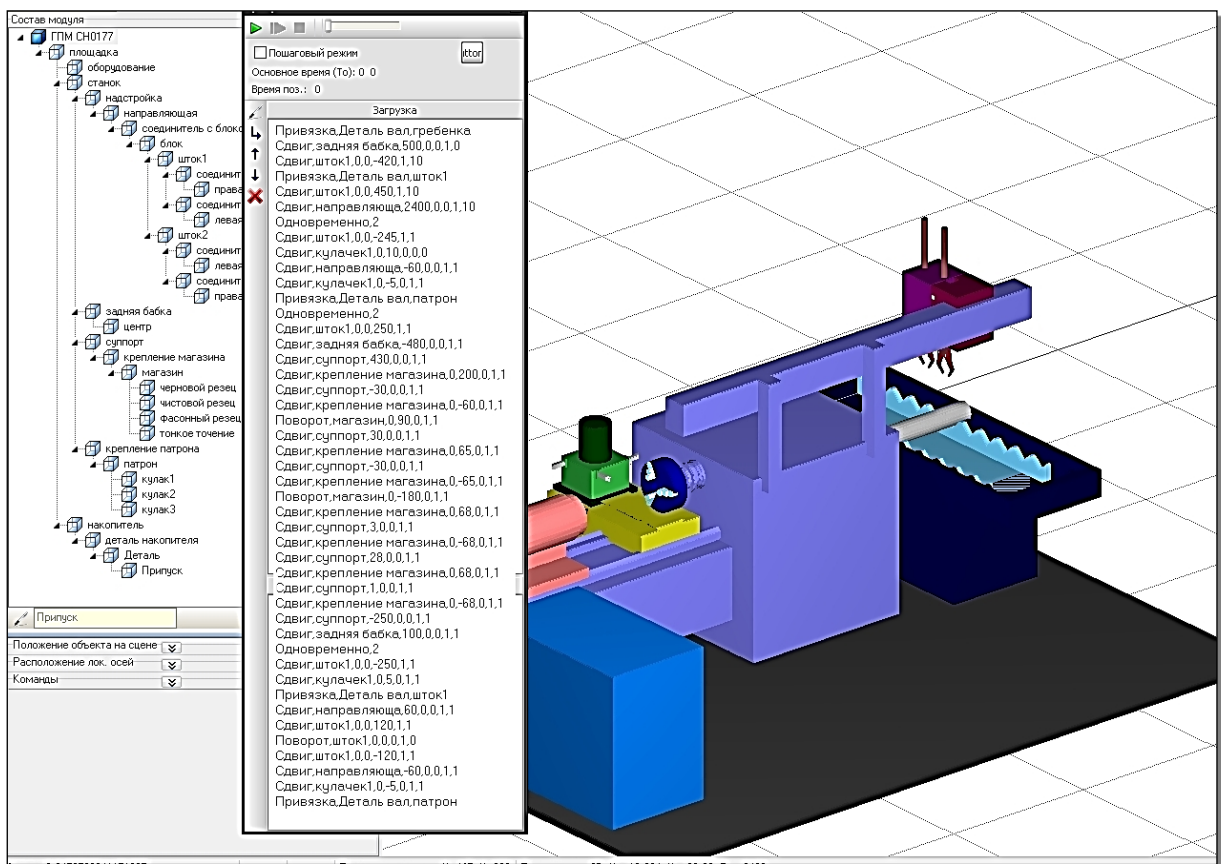 Состав модуля
ГПМ CH0177
площадка
оборудование
станок
надстройка
направляющая
соединитель с блоко
блок
шток1
соединит
права
соединит
левая
шток2
соединит
левая
соединит
права
задняя бабка
центр
суппорт
крепление магазина
магазин
черновой резец
чистовой резец
фасонный резец
тонкое точение
крепление патрона
патрон
кулак1
кулак2
кулак3
накопитель
деталь накопителя
Деталь
Припуск
Припуск
Положение объекта на сцене
Расположение лок. осей
Команды
Пошаговый режим
ittor
Основное время (То): 0 0
Время поз.: 0
Загрузка
Привязка,Деталь вал,гребенка
Сдвиг,задняя бабка,500,0,0,1,0
Сдвиг,шток1,0,0,-420,1,10
Привязка,Деталь вал,шток1
Сдвиг,шток1,0,0,450,1,10
Сдвиг,направляюща,2400,0,0,1,10
Одновременно,2
Сдвиг,шток1,0,0,-245,1,1
Сдвиг,кулачек1,0,10,0,0,0
Сдвиг,направляюща,-60,0,0,1,1
Сдвиг,кулачек1,0,-5,0,1,1
Привязка,Деталь вал,патрон
Одновременно,2
Сдвиг,шток1,0,0,250,1,1
Сдвиг,задняя бабка,-480,0,0,1,1
Сдвиг,суппорт,430,0,0,1,1
Сдвиг,крепление магазина,0,200,0,1,1
Сдвиг,суппорт,-30,0,0,1,1
Сдвиг,крепление магазина,0,-60,0,1,1
Поворот,магазин,0,90,0,1,1
Сдвиг,суппорт,30,0,0,1,1
Сдвиг,крепление магазина,0,65,0,1,1
Сдвиг,суппорт,-30,0,0,1,1
Сдвиг,крепление магазина,0,-65,0,1,1
Поворот,магазин,0,-180,0,1,1
Сдвиг,крепление магазина,0,68,0,1,1
Сдвиг,суппорт,3,0,0,1,1
Сдвиг,крепление магазина,0,-68,0,1,1
Сдвиг,суппорт,28,0,0,1,1
Сдвиг,крепление магазина,0,68,0,1,1
Сдвиг,суппорт,1,0,0,1,1
Сдвиг,крепление магазина,0,-68,0,1,1
Сдвиг,суппорт,-250,0,0,1,1
Сдвиг,задняя бабка,100,0,0,1,1
Одновременно,2
Сдвиг,шток1,0,0,-250,1,1
Сдвиг,кулачек1,0,5,0,1,1
Привязка,Деталь вал,шток1
Сдвиг,направляюща,60,0,0,1,1
Сдвиг,шток1,0,0,120,1,1
Поворот,шток1,0,0,0,1,0
Сдвиг,шток1,0,0,-120,1,1
Сдвиг,направляюща,-60,0,0,1,1
Сдвиг,кулачек1,0,-5,0,1,1
Привязка,Деталь вал,патрон